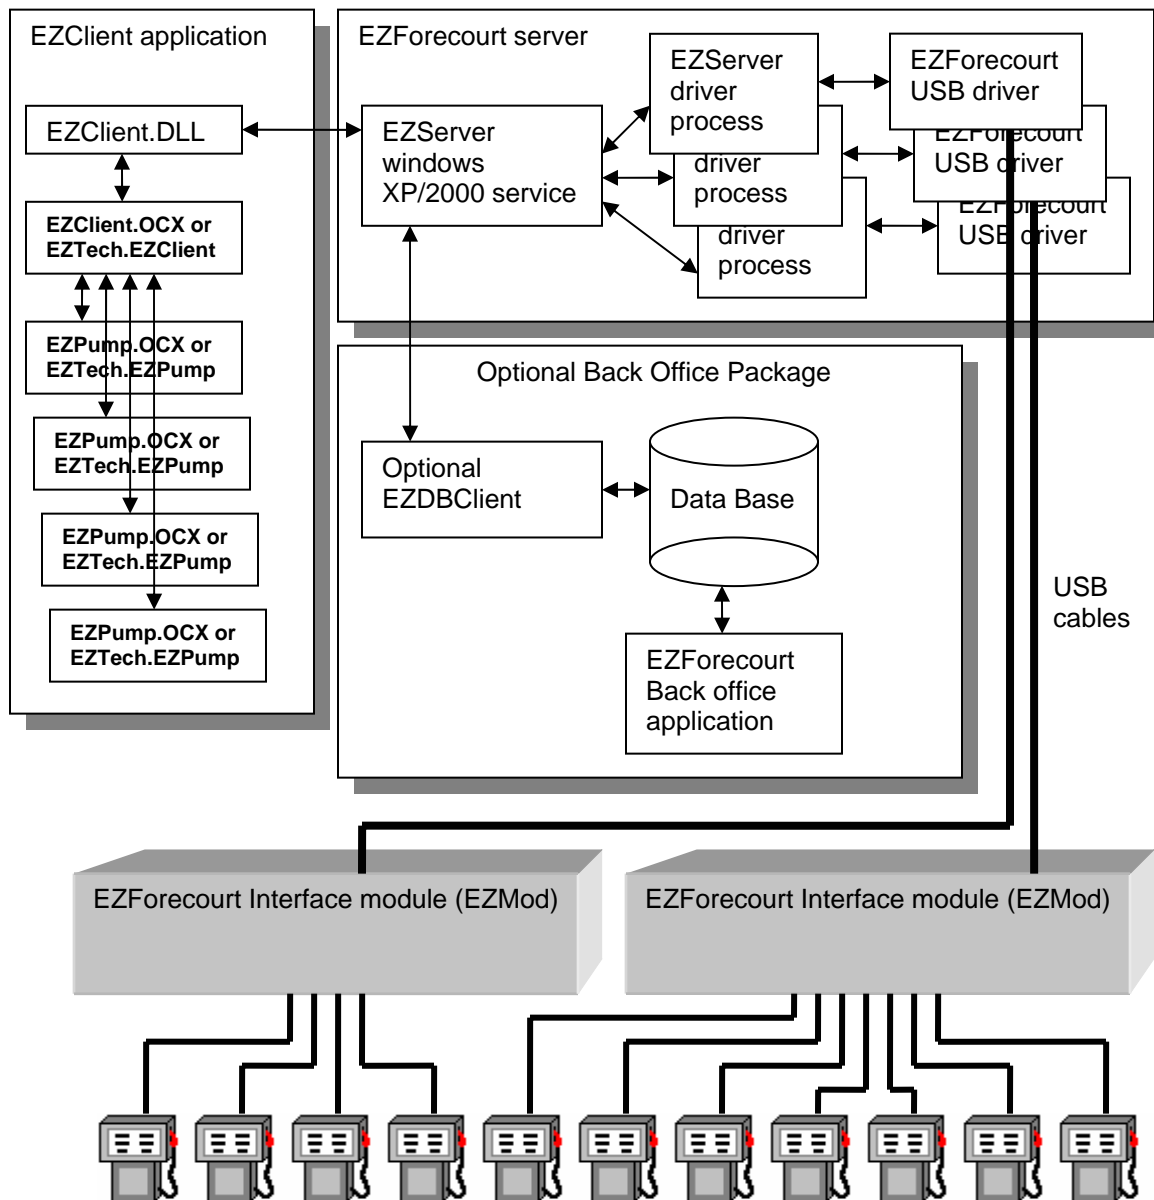 EZClient application
EZClient.DLL
EZClient.OCX or
EZTech.EZClient
EZPump.OCX or
EZTech.EZPump
EZPump.OCX or
EZTech.EZPump
EZPump.OCX or
EZTech.EZPump
EZPump.OCX or
EZTech.EZPump
EZForecourt server
EZServer
windows
XP/2000 service
EZServer
driver
process
driver
process
driver
process
EZForecourt
USB driver
EZForecourt
USB driver
EZForecourt
USB driver
Optional Back Office Package
Optional
EZDBClient
Data Base
EZForecourt
Back office
application
USB
cables
EZForecourt Interface module (EZMod)
EZForecourt Interface module (EZMod)